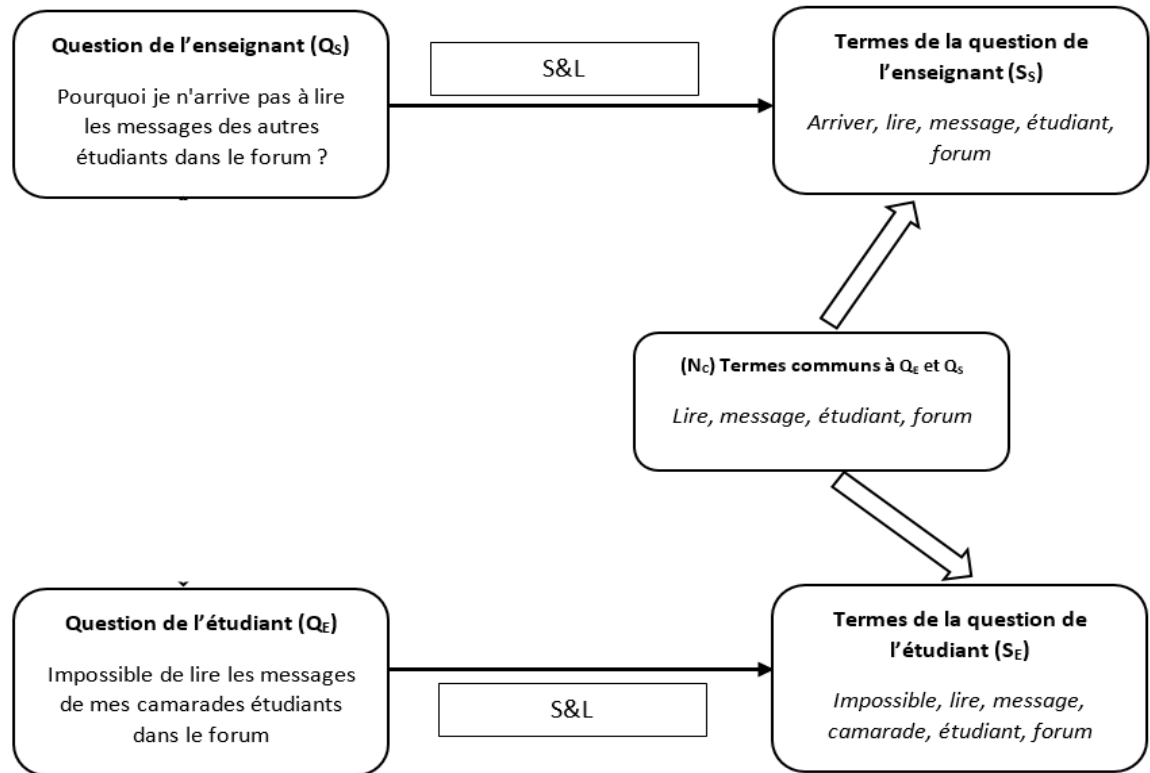 Question de l’enseignant (QS)
Pourquoi je n'arrive pas à lire
les messages des autres
étudiants dans le forum ?
S&L
Termes de la question de
l’enseignant (SS)
Arriver, lire, message, étudiant,
forum
(NC) Termes communs à QE et QS
Lire, message, étudiant, forum
Question de l’étudiant (QE)
Impossible de lire les messages
de mes camarades étudiants
dans le forum
S&L
Termes de la question de
l’étudiant (SE)
Impossible, lire, message,
camarade, étudiant, forum